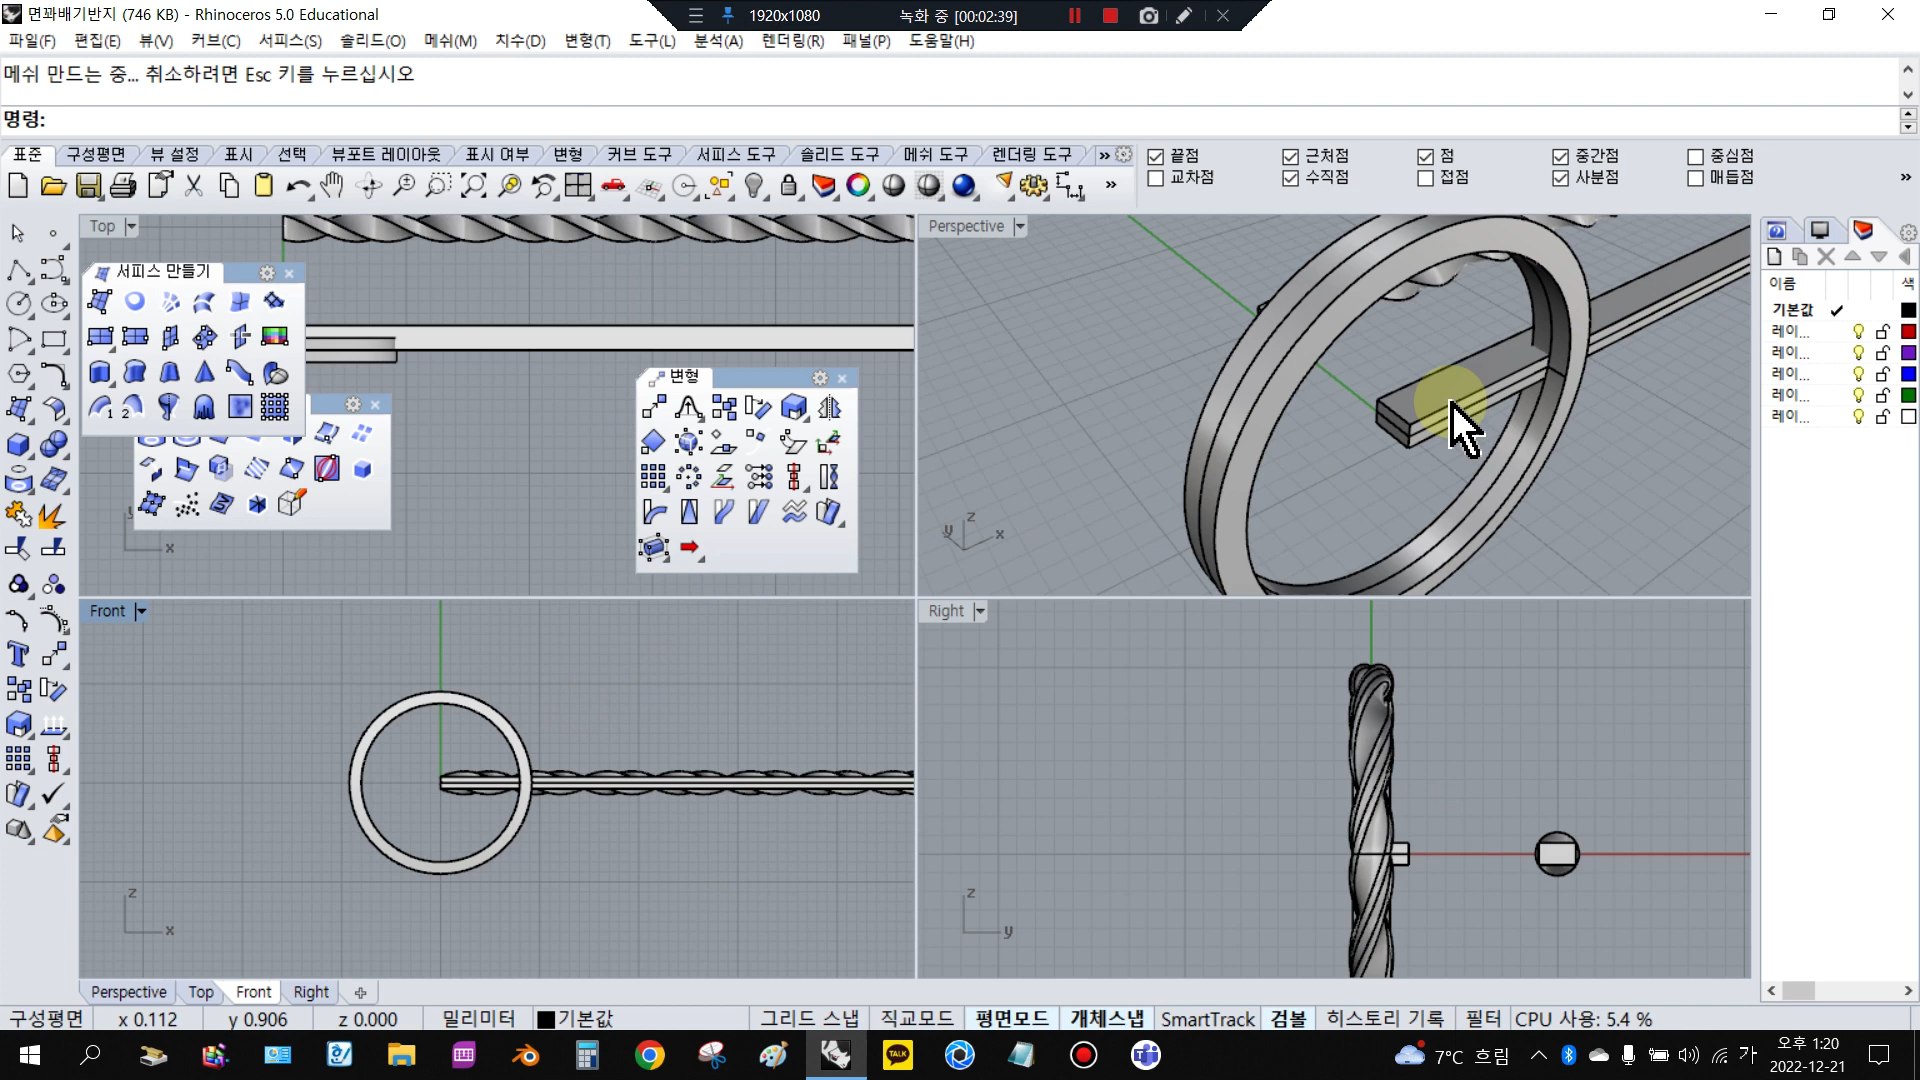 면꽈배기반지 (746 KB) - Rhinoceros 5.0 Educational
1920x1080
녹화 중 [00:02:39]
파일(F) 편집(E) 뷰(V) 커브(C) 서피스(S) 솔리드(O) 메쉬(M) 치수(D) 변형(T) 도구(L) 분석(A) 렌더링(R) 패널(P) 도움말(H)
메쉬 만드는 중... 취소하려면 Esc 키를 누르십시오
명령:
표준 구성평면 뷰 설정 표시 선택 뷰포트 레이아웃 표시 여부 변형 커브 도구 서피스 도구 솔리드 도구 메쉬 도구 렌더링 도구 »
끝점 근처점 점 중간점 중심점
교차점 수직점 접점 사분점 매듭점
»
»
Top
Perspective
서피스 만들기
변형
이름 색
기본값
레이...
레이...
레이...
레이...
레이...
1 2
y x
z y x
Front
Right
z x
z y
Perspective Top Front Right
구성평면 x 0.112 y 0.906 z 0.000 밀리미터 기본값 그리드 스냅 직교모드 평면모드 개체스냅 SmartTrack 검볼 히스토리 기록 필터 CPU 사용: 5.4 %
TALK
7°C 흐림
가
오후 1:20
2022-12-21